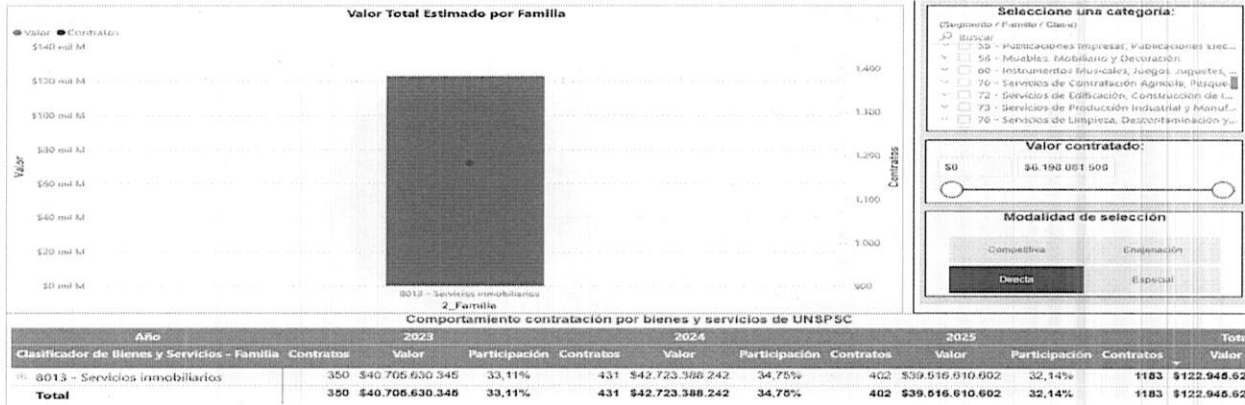 Valor Total Estimado por Familia
Valor Contratos
$140 mil M
$120 mil M
$100 mil M
$80 mil M
$60 mil M
$40 mil M
$20 mil M
$0 mil M
Valor
1.400
1.300
1.200
1.100
1.000
900
Contratos
8013 - Servicios inmobiliarios
2_Familia
Seleccione una categoría:
(Segmento / Familia / Clase)
Buscar
55 - Publicaciones Impresas, Publicaciones Elec...
56 - Muebles, Mobiliario y Decoración
60 - Instrumentos Musicales, Juegos, Juguetes, ...
70 - Servicios de Contratación Agrícola, Pesque...
72 - Servicios de Edificación, Construcción de I...
73 - Servicios de Producción Industrial y Manuf...
76 - Servicios de Limpieza, Descontaminación y...
Valor contratado:
$0
Modalidad de selección
Competitiva Enajenación
Directa Especial
Comportamiento contratación por bienes y servicios de UNSPSC
Año 2023 2024 2025 Tota
Clasificador de Bienes y Servicios - Familia Contratos Valor Participación Contratos Valor Participación Contratos Valor Participación Contratos Valor
8013 - Servicios inmobiliarios 350 $40.705.630.345 33,11% 431 $42.723.388.242 34,75% 402 $39.516.610.602 32,14% 1183 $122.945.62
Total 350 $40.705.630.345 33,11% 431 $42.723.388.242 34,75% 402 $39.516.610.602 32,14% 1183 $122.945.62